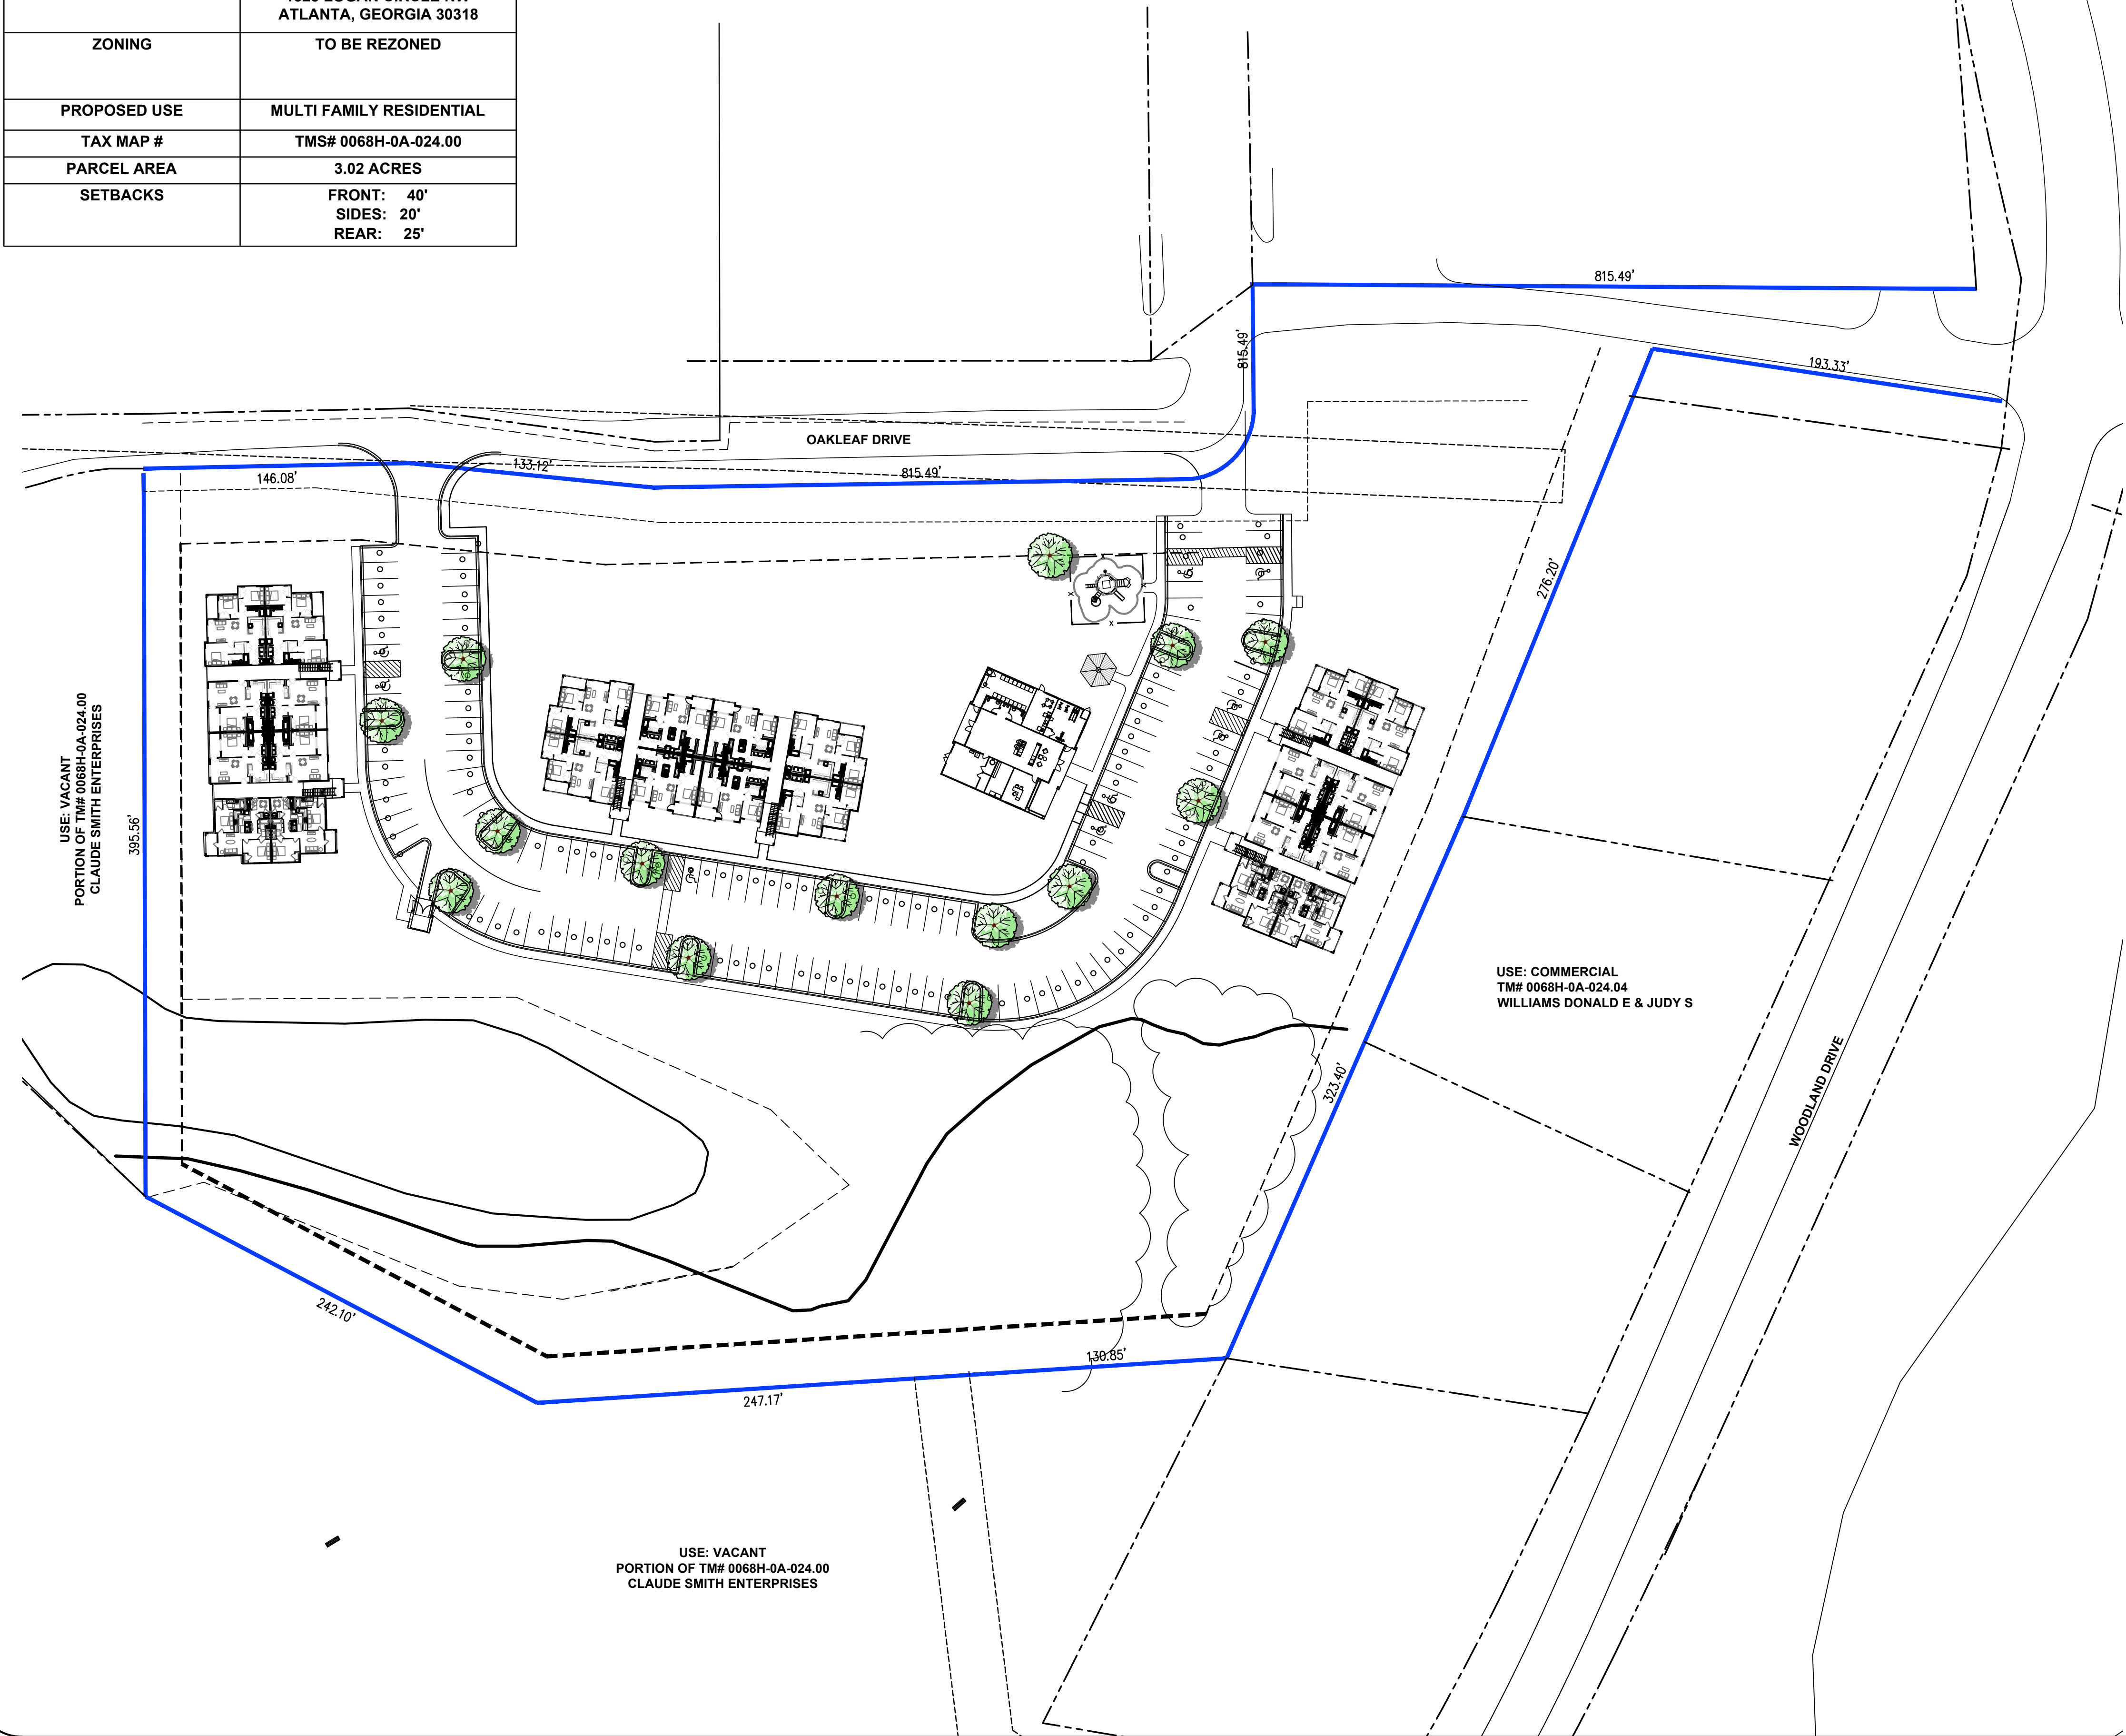 ATLANTA, GEORGIA 30318
ZONING
TO BE REZONED
PROPOSED USE
MULTI FAMILY RESIDENTIAL
TAX MAP #
TMS# 0068H-0A-024.00
PARCEL AREA
3.02 ACRES
SETBACKS
FRONT: 40'
SIDES: 20'
REAR: 25'
815.49'
815.49'
193.33'
OAKLEAF DRIVE
146.08'
133.12'
815.49'
276.20'
USE: VACANT
PORTION OF TM# 0068H-0A-024.00
CLAUDE SMITH ENTERPRISES
395.56'
USE: COMMERCIAL
TM# 0068H-0A-024.04
WILLIAMS DONALD E & JUDY S
323.40'
WOODLAND DRIVE
242.10'
130.85'
247.17'
USE: VACANT
PORTION OF TM# 0068H-0A-024.00
CLAUDE SMITH ENTERPRISES